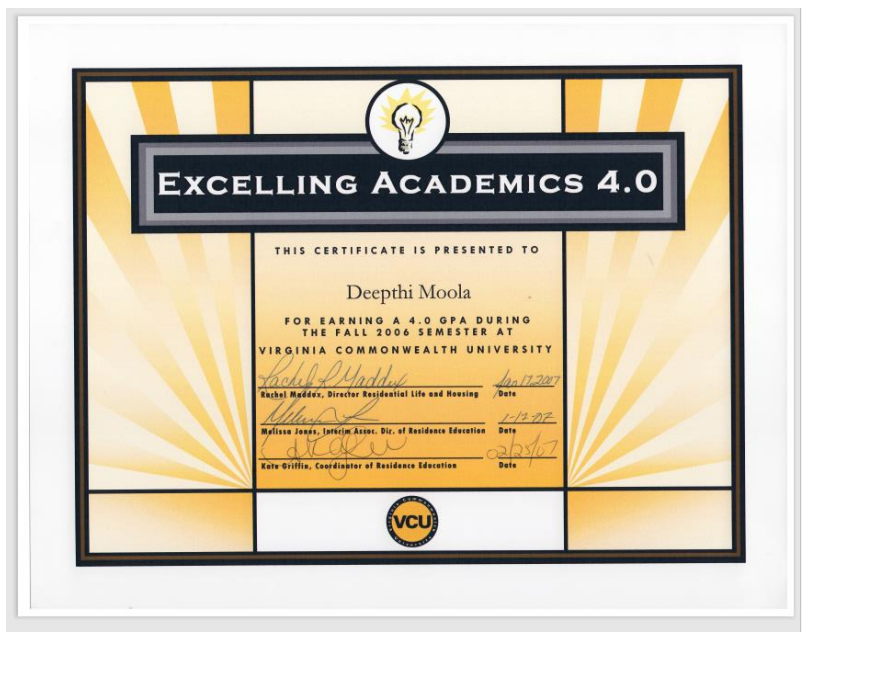 EXCELLING ACADEMICS 4.0
THIS CERTIFICATE IS PRESENTED TO
Deepthi Moola
FOR EARNING A 4.0 GPA DURING
THE FALL 2006 SEMESTER AT
VIRGINIA COMMONWEALTH UNIVERSITY
Rachel Maddux Jan 17, 2007
Rachel Maddux, Director Residential Life and Housing Date
1-12-07
Melissa Jones, Interim Assoc. Dir. of Residence Education Date
02/25/07
Kate Griffin, Coordinator of Residence Education Date
VCU